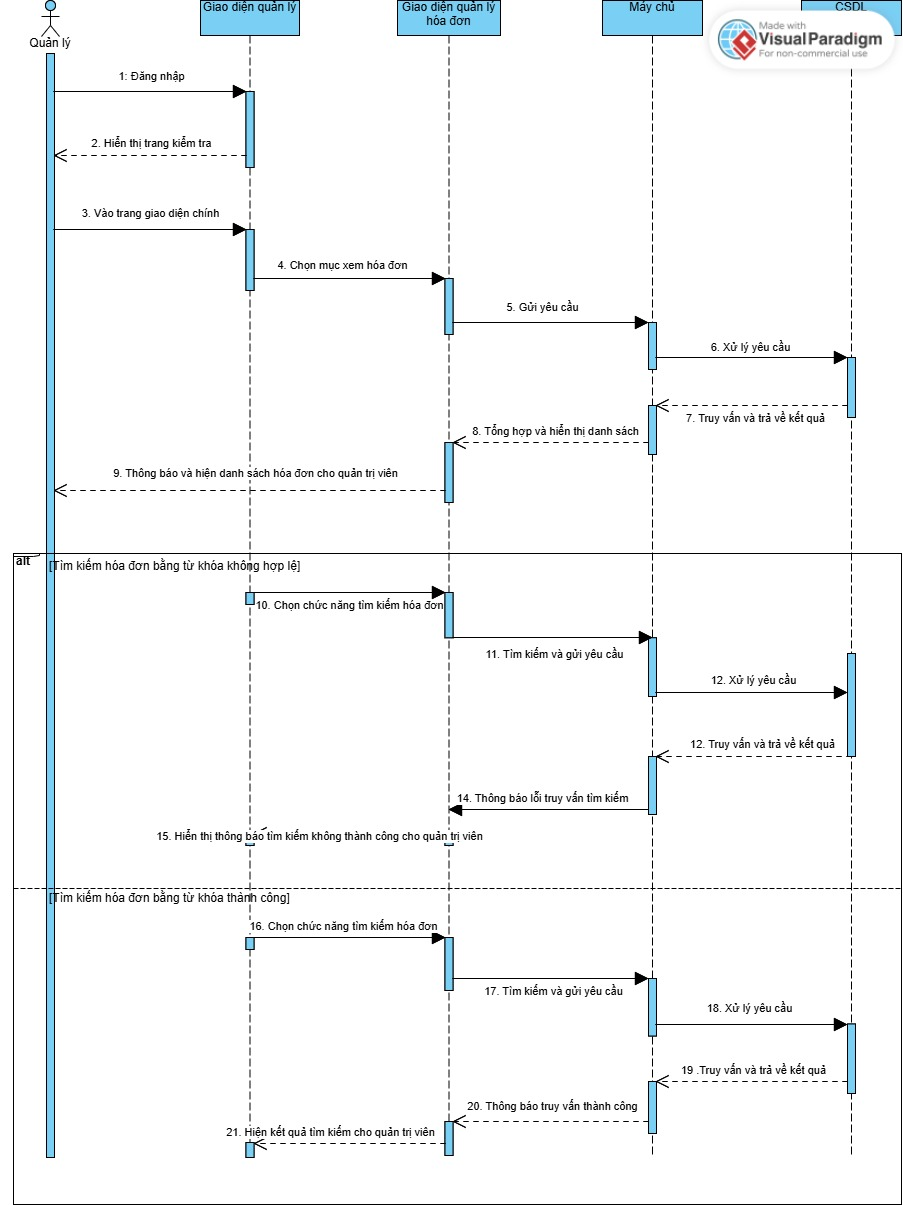 Giao diện quản lý
Giao diện quản lý
hóa đơn
Máy chủ
CSDL
Made with
Visual Paradigm
For non-commercial use
Quản lý
1: Đăng nhập
2. Hiển thị trang kiểm tra
3. Vào trang giao diện chính
4. Chọn mục xem hóa đơn
5. Gửi yêu cầu
6. Xử lý yêu cầu
7. Truy vấn và trả về kết quả
8. Tổng hợp và hiển thị danh sách
9. Thông báo và hiện danh sách hóa đơn cho quản trị viên
alt
[Tìm kiếm hóa đơn bằng từ khóa không hợp lệ]
10. Chọn chức năng tìm kiếm hóa đơn
11. Tìm kiếm và gửi yêu cầu
12. Xử lý yêu cầu
12. Truy vấn và trả về kết quả
14. Thông báo lỗi truy vấn tìm kiếm
15. Hiển thị thông báo tìm kiếm không thành công cho quản trị viên
[Tìm kiếm hóa đơn bằng từ khóa thành công]
16. Chọn chức năng tìm kiếm hóa đơn
17. Tìm kiếm và gửi yêu cầu
18. Xử lý yêu cầu
19 .Truy vấn và trả về kết quả
20. Thông báo truy vấn thành công
21. Hiện kết quả tìm kiếm cho quản trị viên